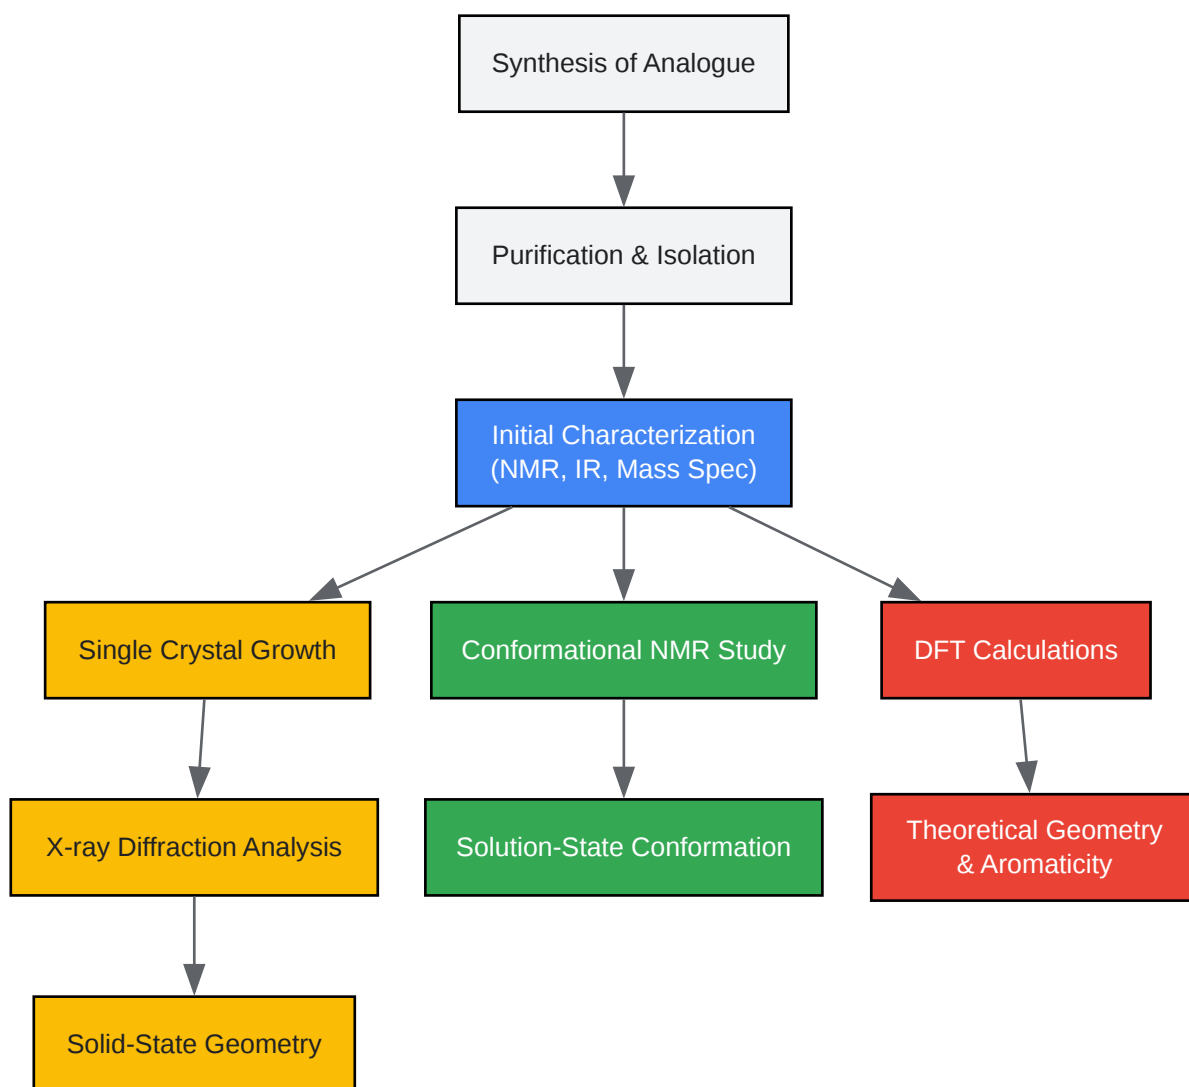 Synthesis of Analogue
Purification & Isolation
Initial Characterization
(NMR, IR, Mass Spec)
Single Crystal Growth
Conformational NMR Study
DFT Calculations
X-ray Diffraction Analysis
Solution-State Conformation
Theoretical Geometry
& Aromaticity
Solid-State Geometry